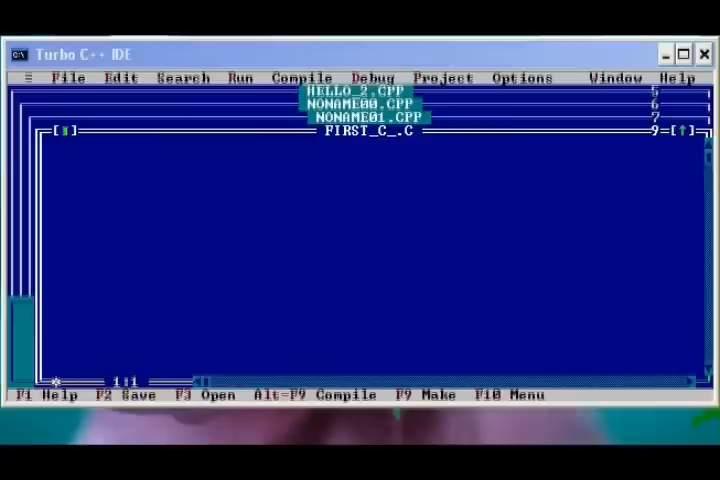 Turbo C++ IDE
≡ File Edit Search Run Compile Debug Project Options Window Help
HELLO_2.CPP 5
NONAME00.CPP 6
NONAME01.CPP 7
FIRST_C_.C 9=[↑]
1:1
F1 Help F2 Save F3 Open Alt-F9 Compile F9 Make F10 Menu